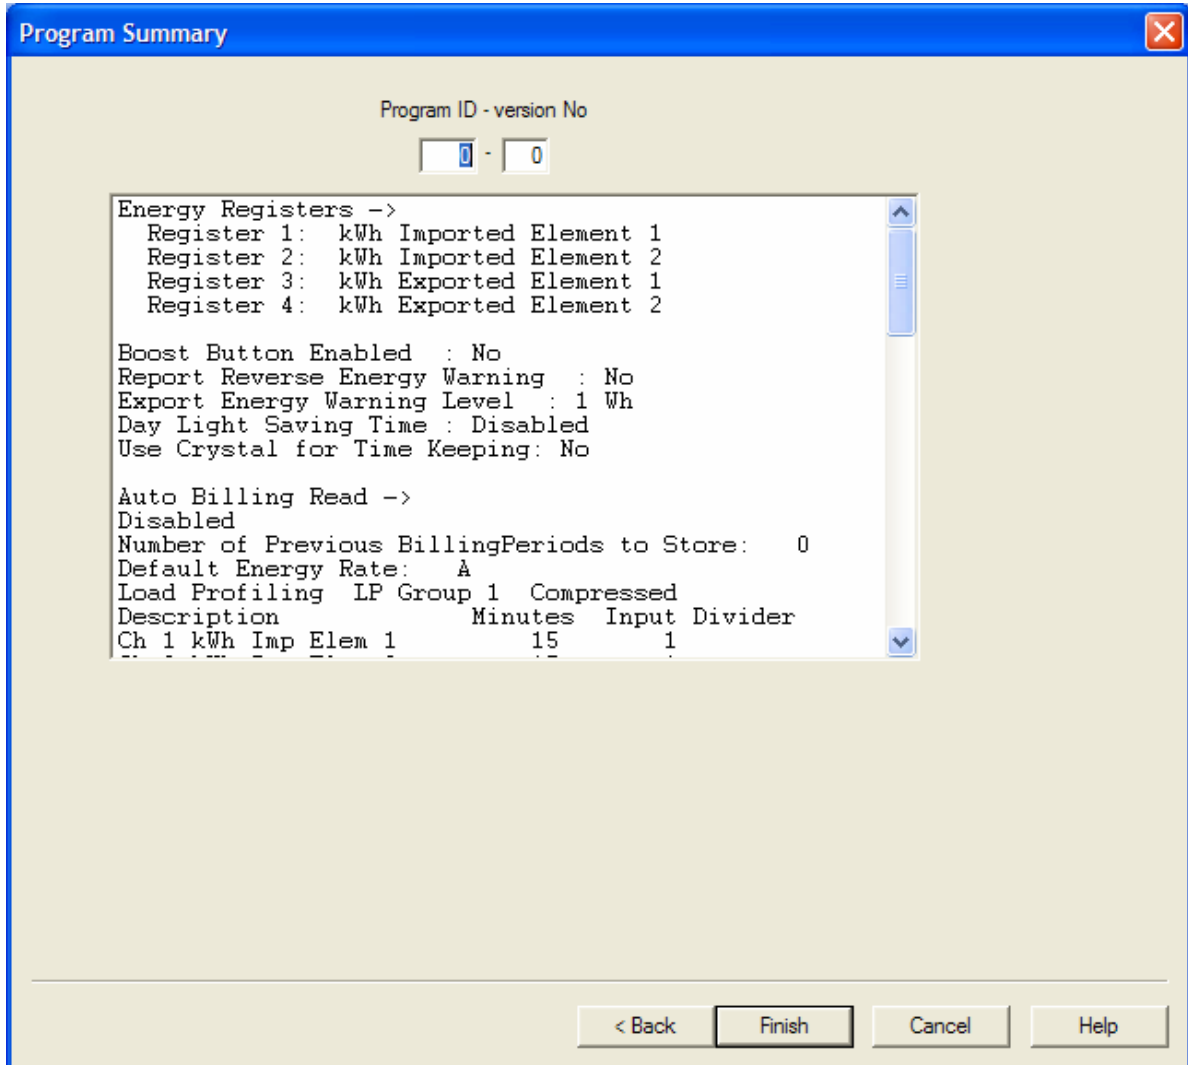 Program Summary
Program ID - version No
0 - 0
Energy Registers ->
Register 1: kWh Imported Element 1
Register 2: kWh Imported Element 2
Register 3: kWh Exported Element 1
Register 4: kWh Exported Element 2
Boost Button Enabled : No
Report Reverse Energy Warning : No
Export Energy Warning Level : 1 Wh
Day Light Saving Time : Disabled
Use Crystal for Time Keeping: No
Auto Billing Read ->
Disabled
Number of Previous BillingPeriods to Store: 0
Default Energy Rate: A
Load Profiling LP Group 1 Compressed
Description Minutes Input Divider
Ch 1 kWh Imp Elem 1 15 1
< Back Finish Cancel Help